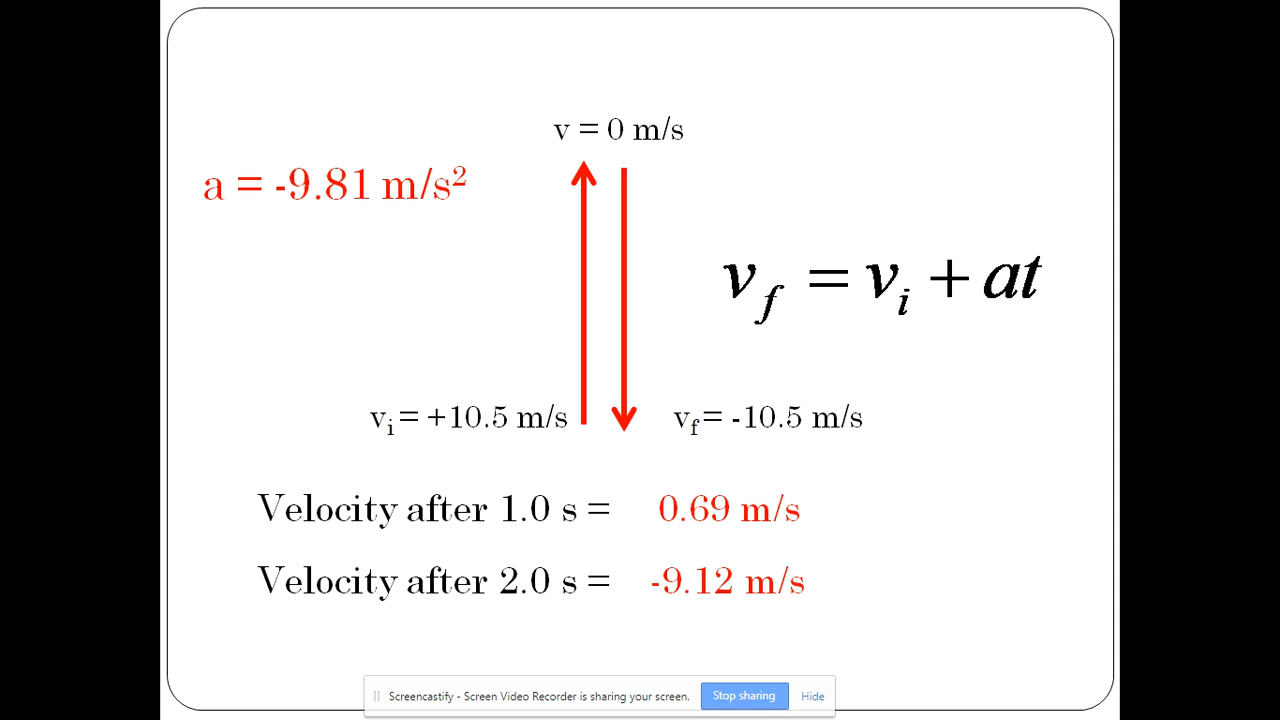 v = 0 m/s
a = -9.81 m/s²
v_f = v_i + at
v_i = +10.5 m/s
v_f = -10.5 m/s
Velocity after 1.0 s = 0.69 m/s
Velocity after 2.0 s = -9.12 m/s
Screencastify - Screen Video Recorder is sharing your screen. Stop sharing Hide